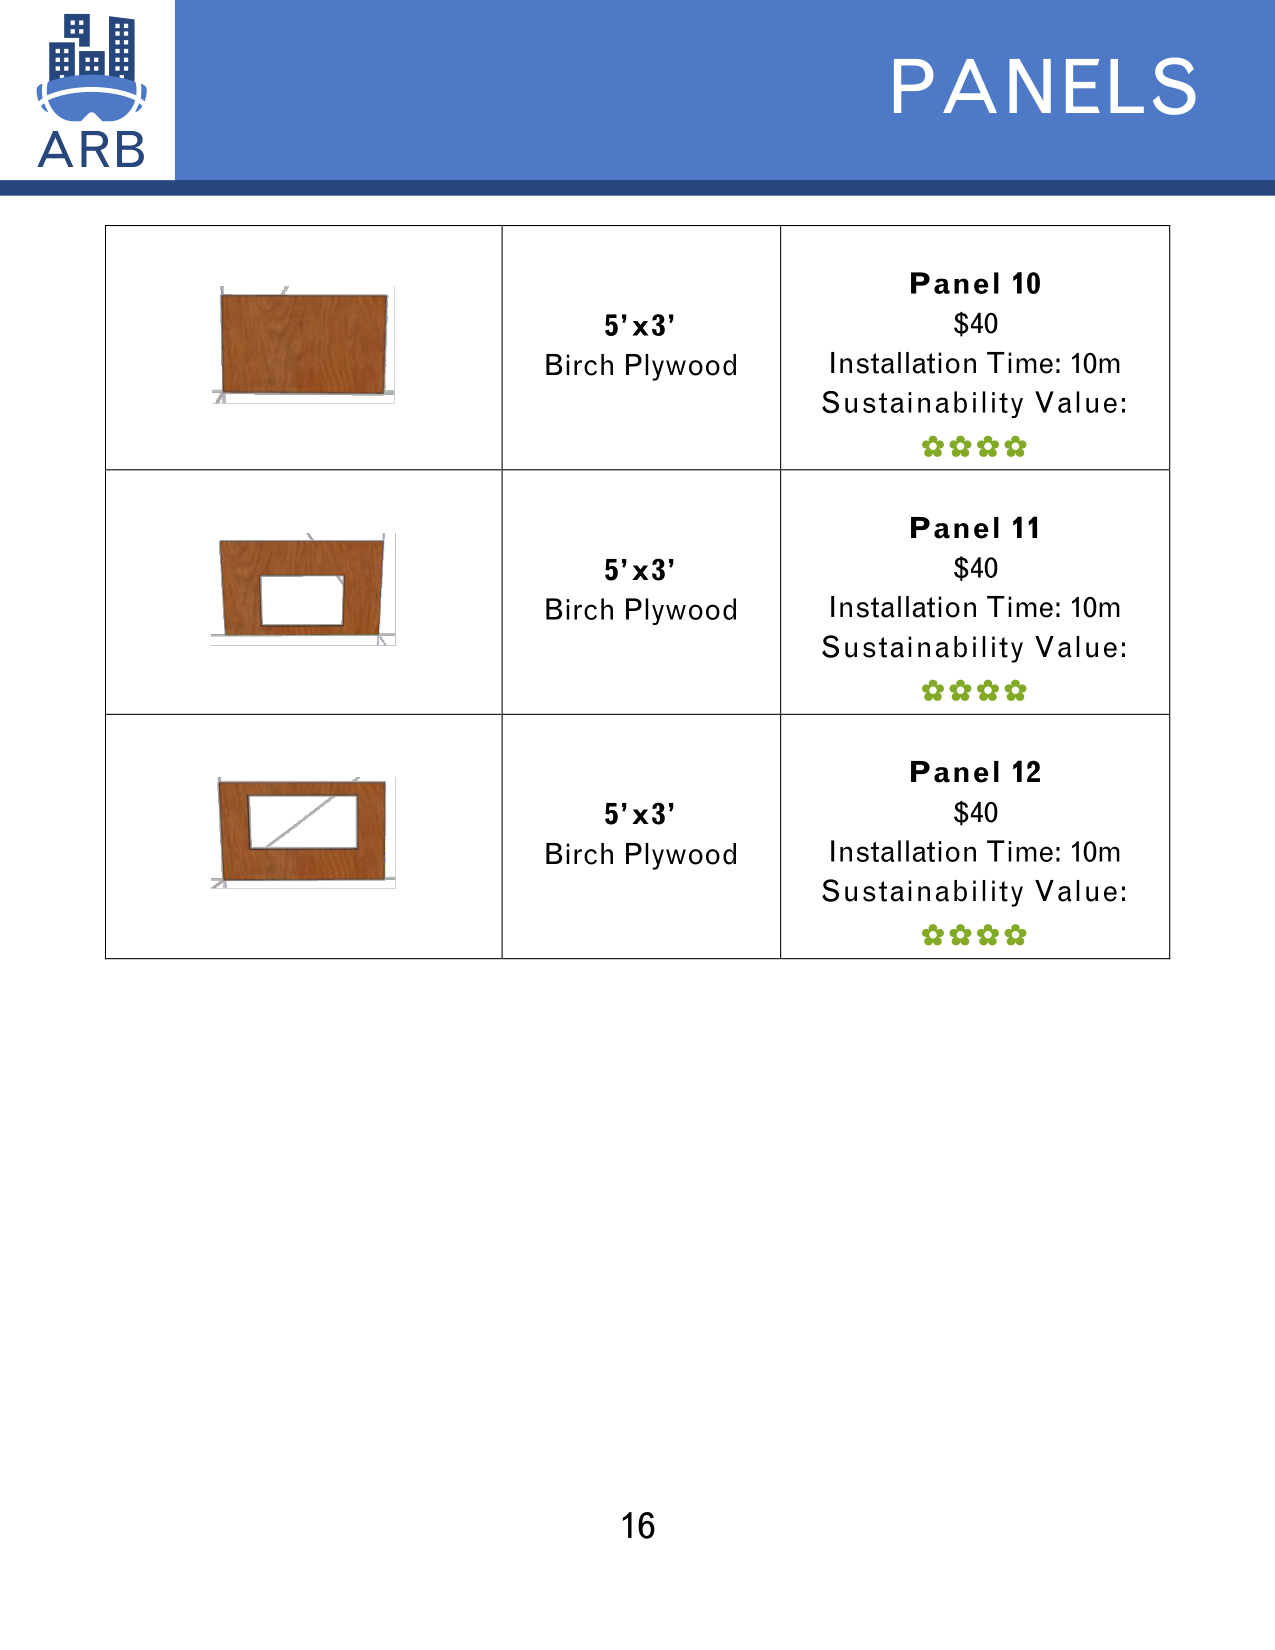 ARB
PANELS
5’x3’
Birch Plywood
Panel 10
$40
Installation Time: 10m
Sustainability Value:
✿✿✿✿
5’x3’
Birch Plywood
Panel 11
$40
Installation Time: 10m
Sustainability Value:
✿✿✿✿
5’x3’
Birch Plywood
Panel 12
$40
Installation Time: 10m
Sustainability Value:
✿✿✿✿
16